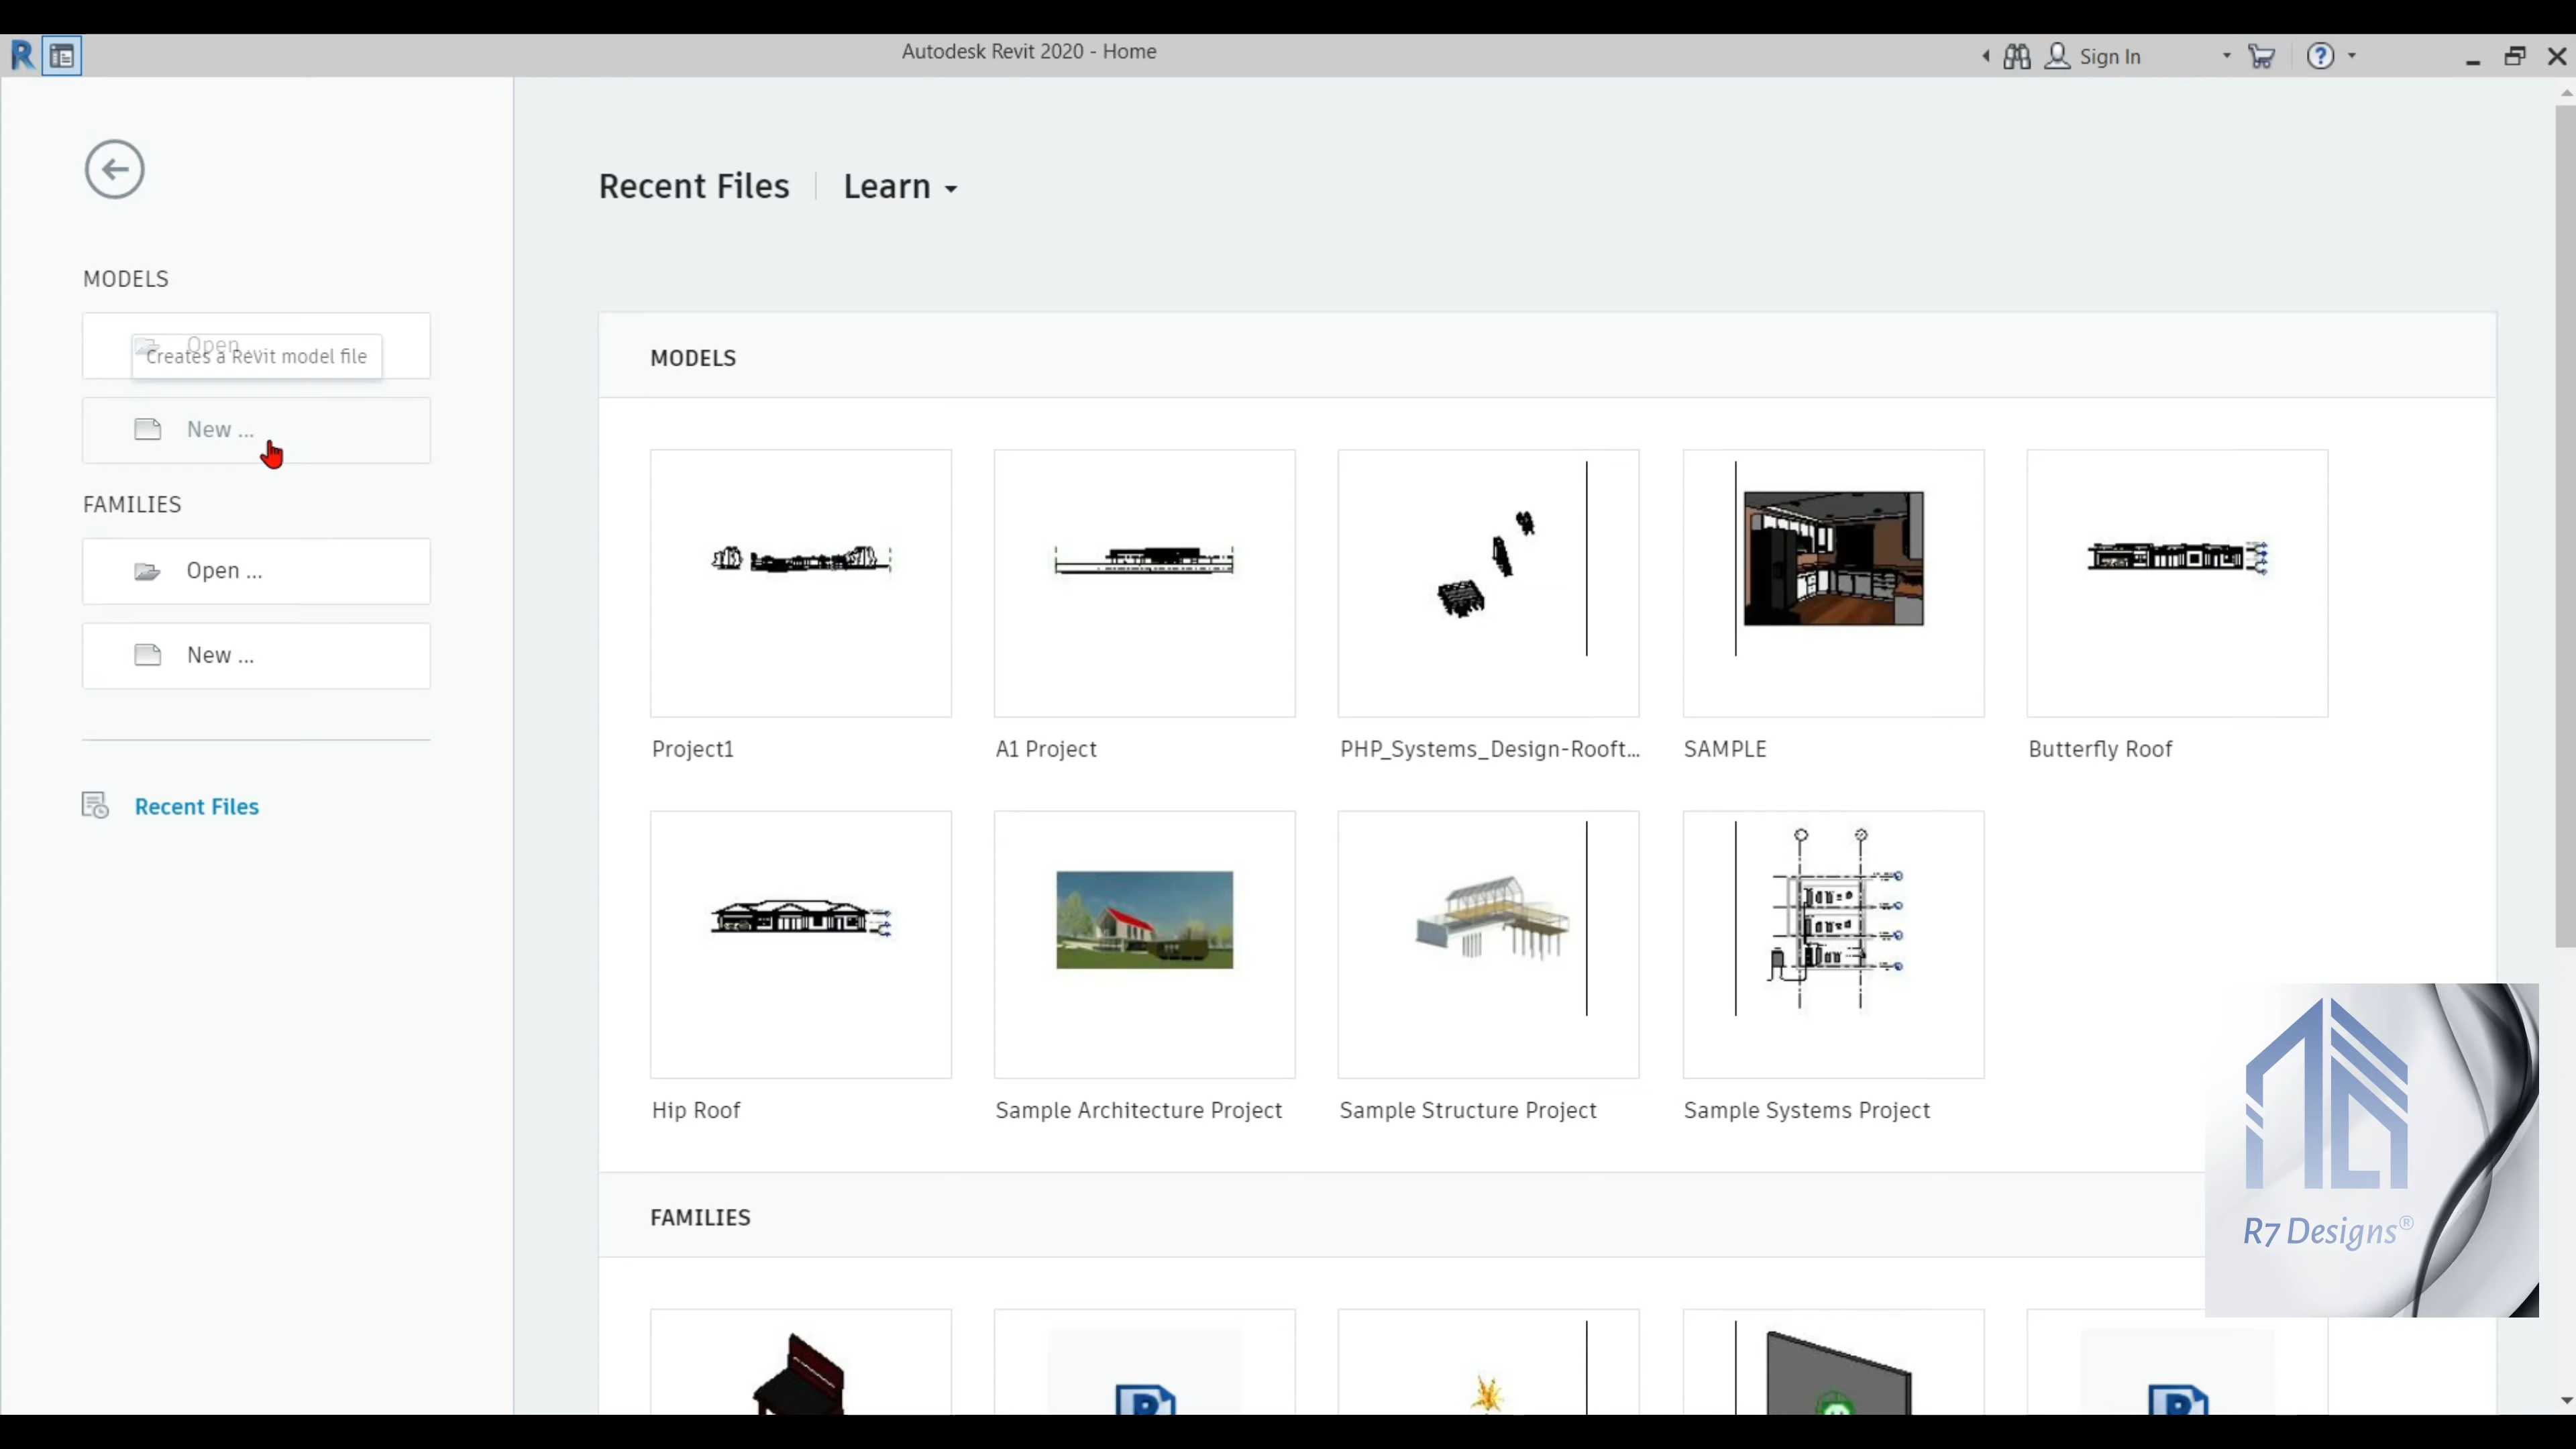 Autodesk Revit 2020 - Home
Sign In
Recent Files
Learn
MODELS
Open ...
Creates a Revit model file
New ...
FAMILIES
Open ...
New ...
Recent Files
MODELS
Project1
A1 Project
PHP_Systems_Design-Rooft...
SAMPLE
Butterfly Roof
Hip Roof
Sample Architecture Project
Sample Structure Project
Sample Systems Project
FAMILIES
R7 Designs®